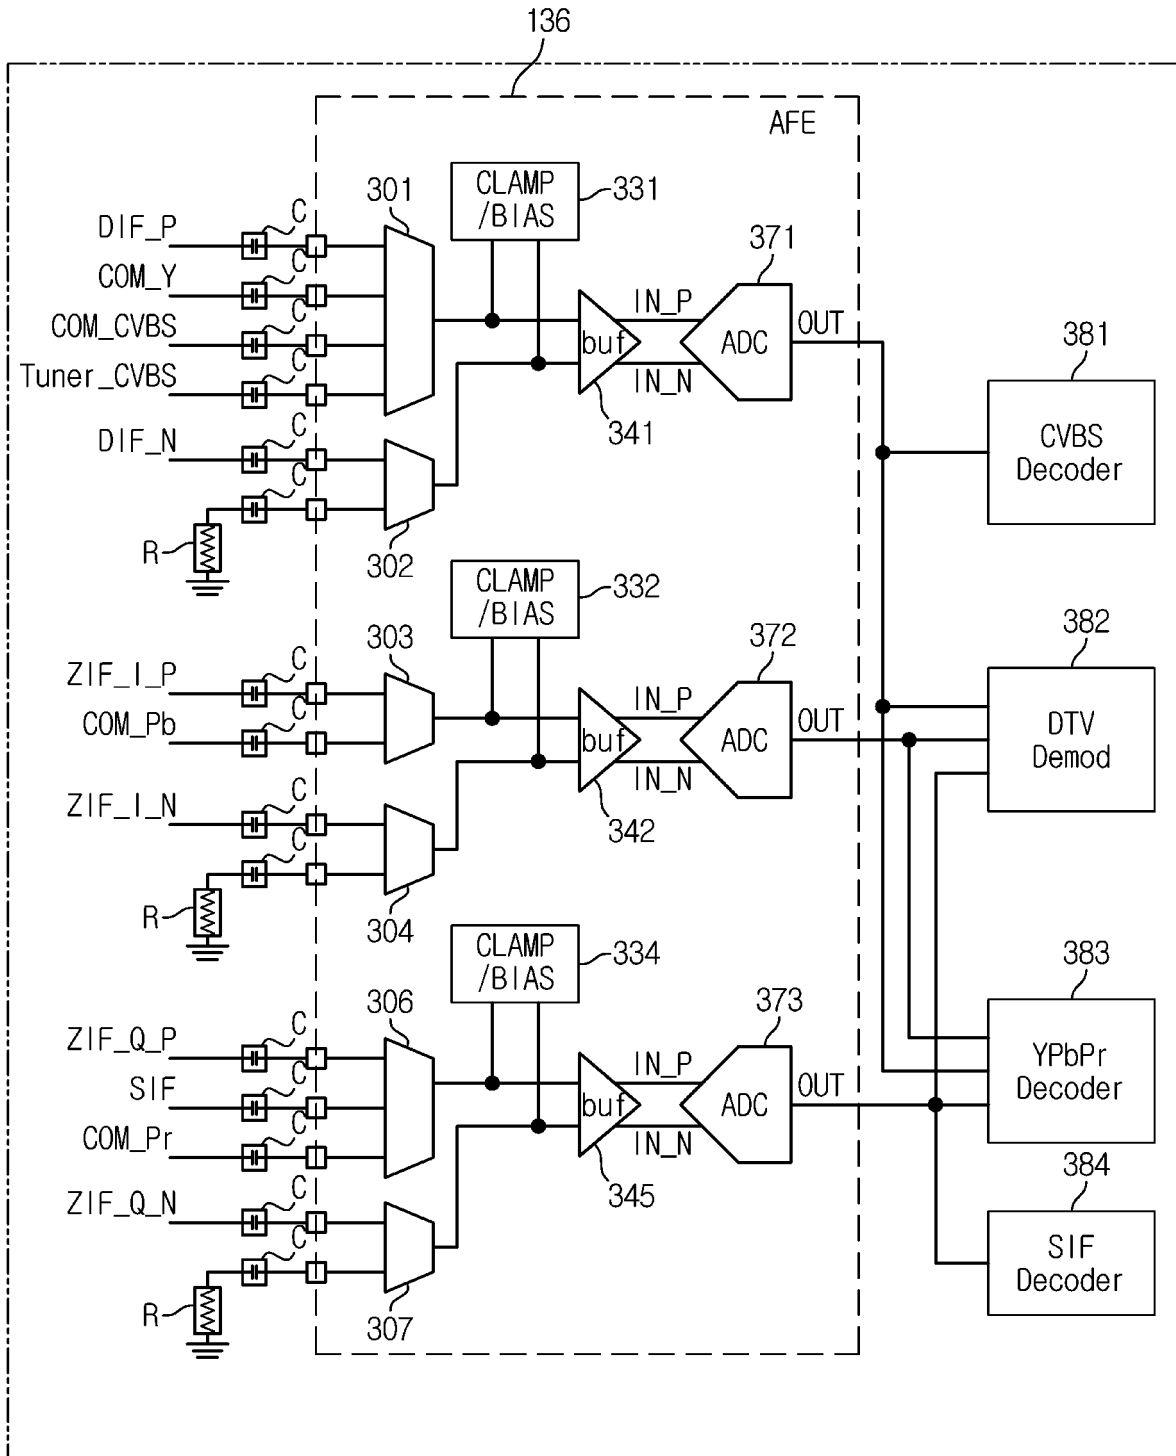 136
AFE
301
CLAMP
/BIAS
331
DIF_P
C
COM_Y
C
COM_CVBS
C
Tuner_CVBS
C
DIF_N
C
C
R
302
buf
341
IN_P
IN_N
371
ADC
OUT
381
CVBS
Decoder
CLAMP
/BIAS
332
303
ZIF_I_P
C
COM_Pb
C
ZIF_I_N
C
C
R
304
buf
342
IN_P
IN_N
372
ADC
OUT
382
DTV
Demod
CLAMP
/BIAS
334
306
ZIF_Q_P
C
SIF
C
COM_Pr
C
ZIF_Q_N
C
C
R
307
buf
345
IN_P
IN_N
373
ADC
OUT
383
YPbPr
Decoder
384
SIF
Decoder